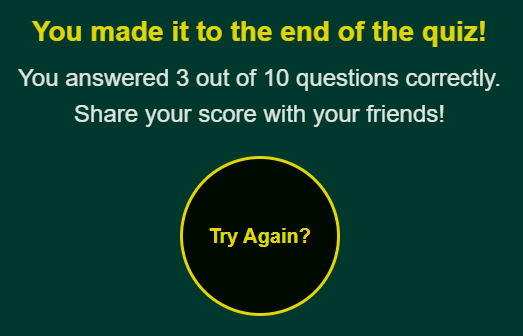 You made it to the end of the quiz!
You answered 3 out of 10 questions correctly.
Share your score with your friends!
Try Again?